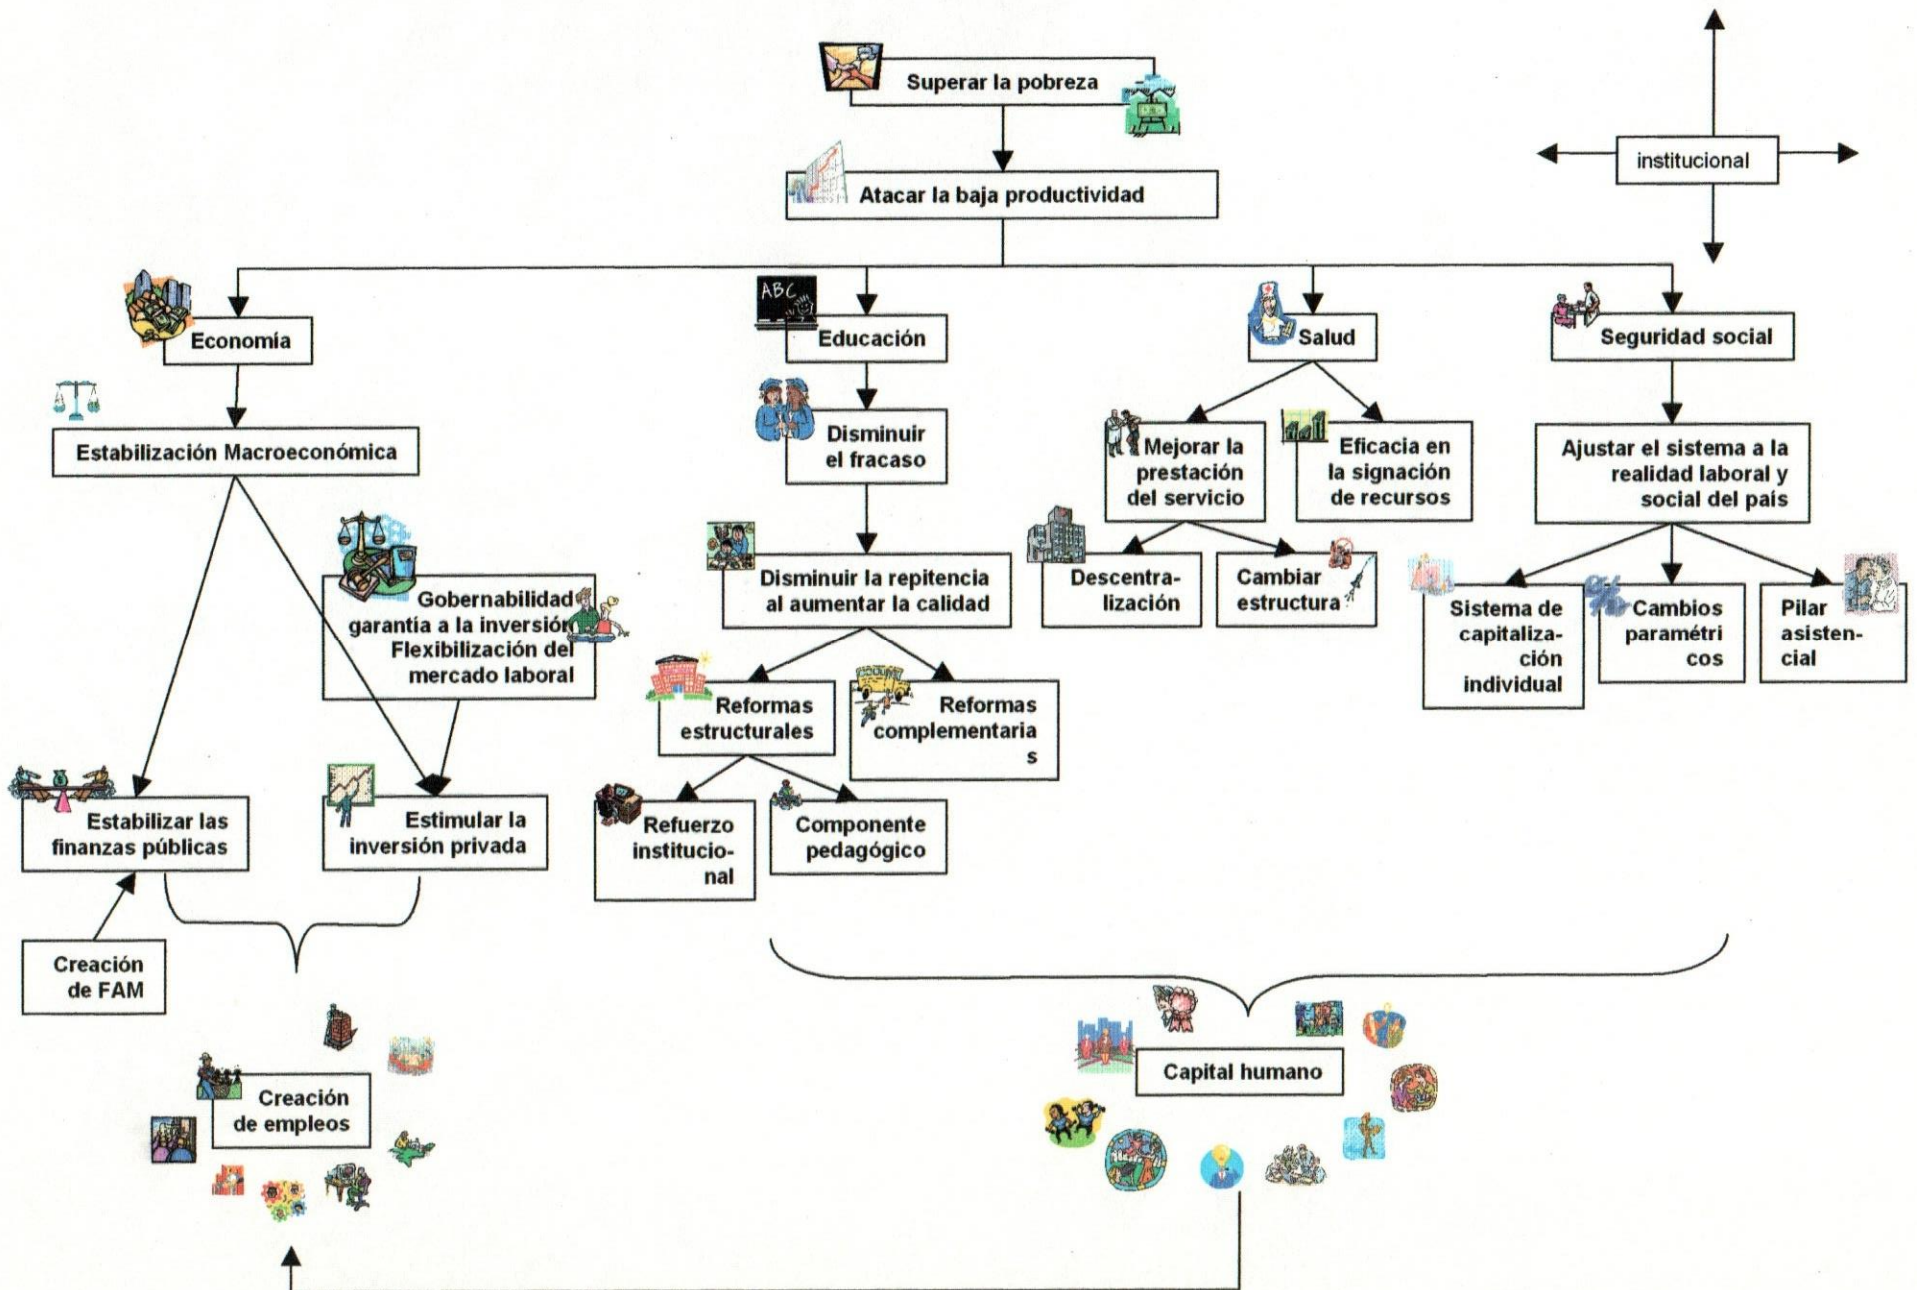 Superar la pobreza
Atacar la baja productividad
institucional
Economía
ABC
Educación
Salud
Seguridad social
Estabilización Macroeconómica
Disminuir
el fracaso
Mejorar la
prestación
del servicio
Eficacia en
la signación
de recursos
Ajustar el sistema a la
realidad laboral y
social del país
Gobernabilidad
garantía a la inversión
Flexibilización del
mercado laboral
Disminuir la repitencia
al aumentar la calidad
Descentra-
lización
Cambiar
estructura
Sistema de
capitaliza-
ción
individual
Cambios
paramétri
cos
Pilar
asisten-
cial
Reformas
estructurales
Reformas
complementaria
s
Estabilizar las
finanzas públicas
Estimular la
inversión privada
Refuerzo
institucio-
nal
Componente
pedagógico
Creación
de FAM
Creación
de empleos
Capital humano